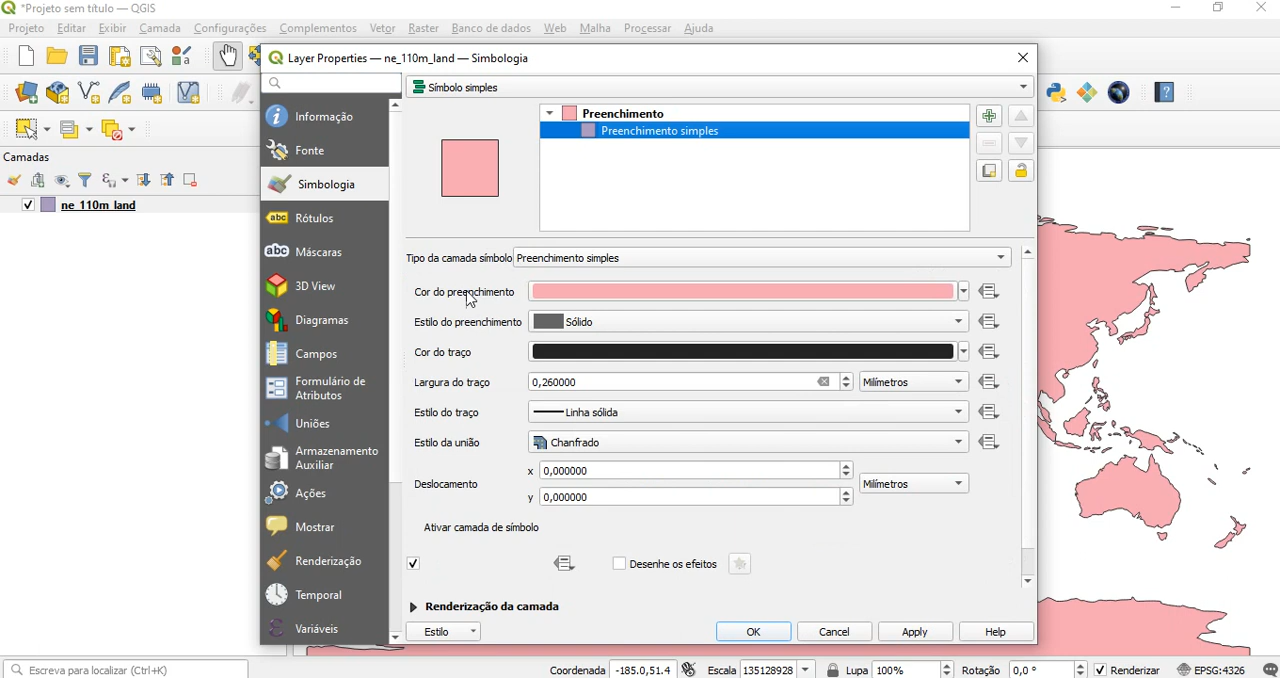 *Projeto sem título — QGIS
Projeto Editar Exibir Camada Configurações Complementos Vetor Raster Banco de dados Web Malha Processar Ajuda
Layer Properties — ne_110m_land — Simbologia
Símbolo simples
Informação
Fonte
Simbologia
abc Rótulos
abc Máscaras
3D View
Diagramas
Campos
Formulário de
Atributos
Uniões
Armazenamento
Auxiliar
Ações
Mostrar
Renderização
Temporal
Variáveis
Preenchimento
Preenchimento simples
Camadas
ne_110m_land
Tipo da camada símbolo Preenchimento simples
Cor do preenchimento
Estilo do preenchimento Sólido
Cor do traço
Largura do traço 0,260000 Milímetros
Estilo do traço Linha sólida
Estilo da união Chanfrado
x 0,000000
Deslocamento Milímetros
y 0,000000
Ativar camada de símbolo
Desenhe os efeitos
Renderização da camada
Estilo OK Cancel Apply Help
Escreva para localizar (Ctrl+K) Coordenada -185.0,51.4 Escala 135128928 Lupa 100% Rotação 0,0 ° Renderizar EPSG:4326